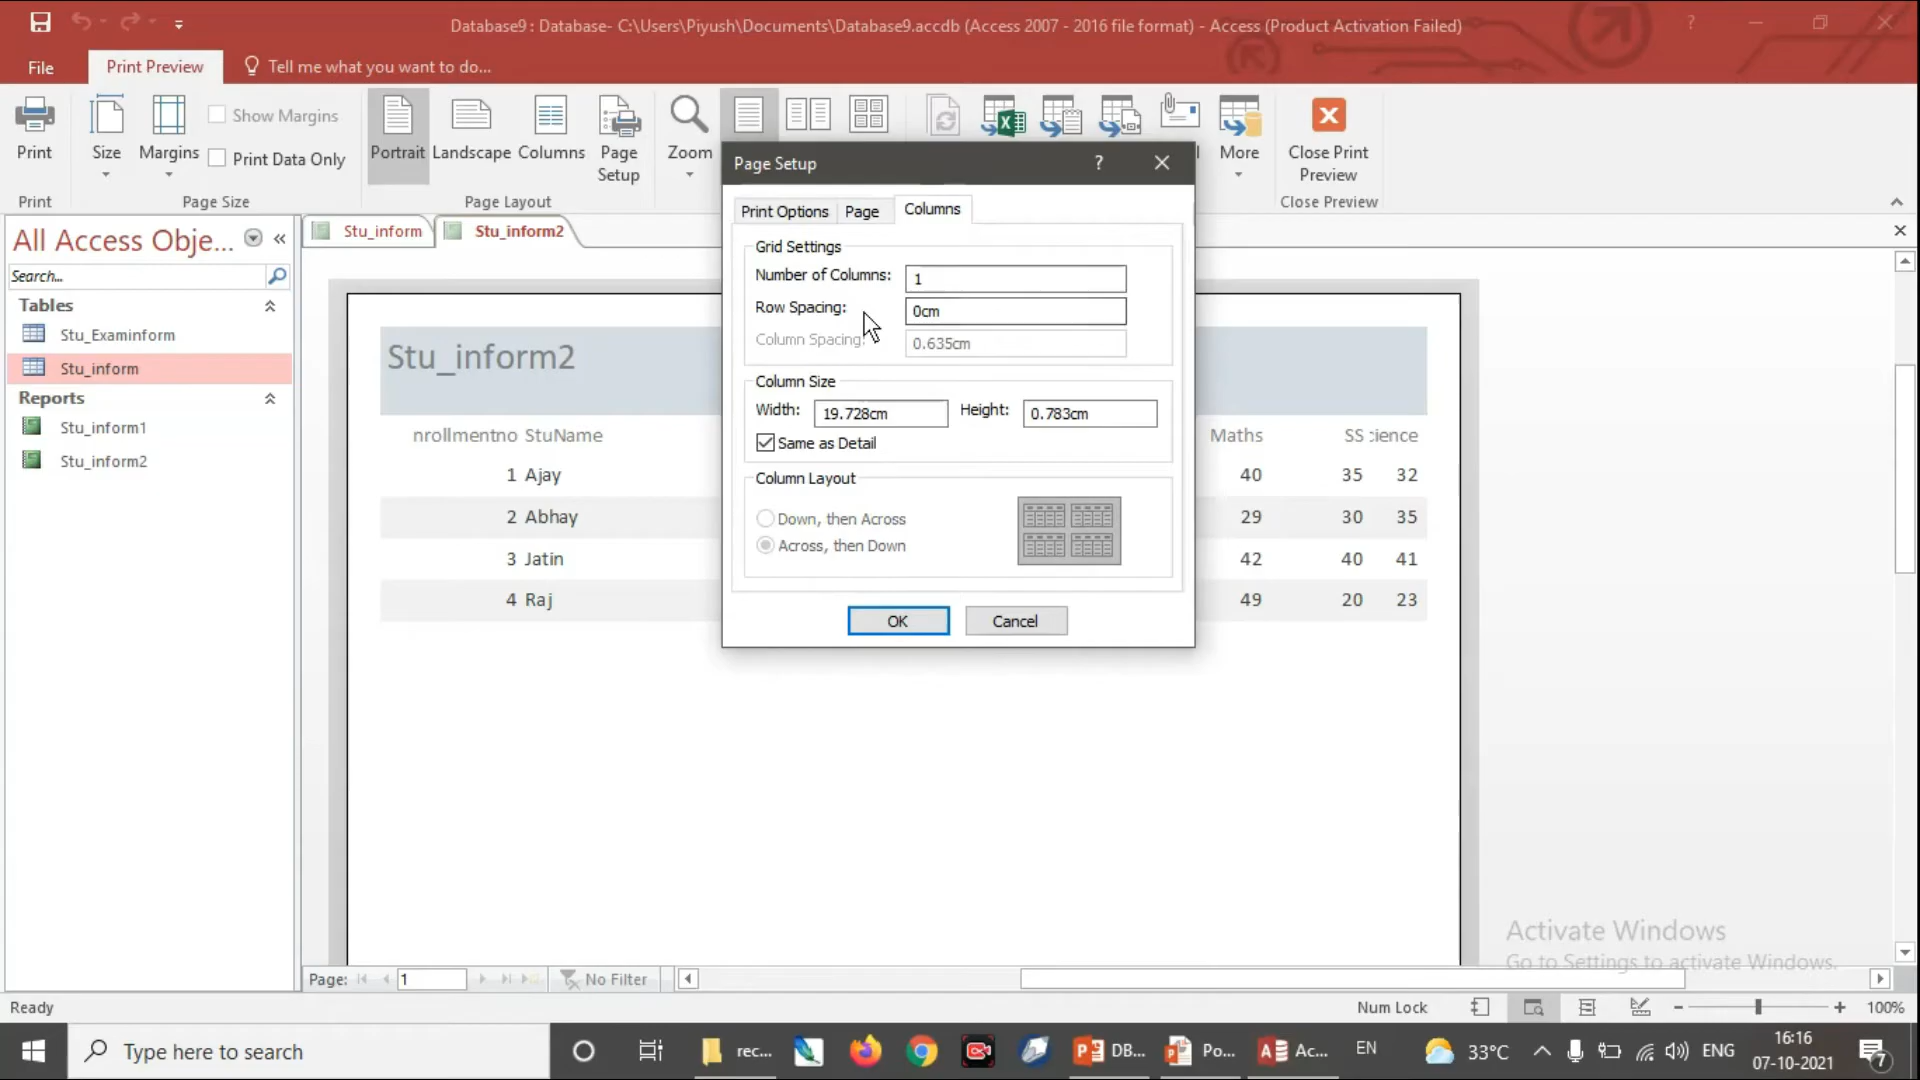 Database9 : Database- C:\Users\Piyush\Documents\Database9.accdb (Access 2007 - 2016 file format) - Access (Product Activation Failed)
File Print Preview Tell me what you want to do...
Print Size Margins Show Margins Print Data Only Portrait Landscape Columns Page Setup Zoom More Close Print Preview
Print Page Size Page Layout Close Preview
All Access Obje...
Search...
Tables
Stu_Examinform
Stu_inform
Reports
Stu_inform1
Stu_inform2
Stu_inform Stu_inform2
Stu_inform2
nrollmentno StuName Maths SS cience
1 Ajay 40 35 32
2 Abhay 29 30 35
3 Jatin 42 40 41
4 Raj 49 20 23
Page Setup ?
Print Options Page Columns
Grid Settings
Number of Columns: 1
Row Spacing: 0cm
Column Spacing: 0.635cm
Column Size
Width: 19.728cm Height: 0.783cm
Same as Detail
Column Layout
Down, then Across
Across, then Down
OK Cancel
Activate Windows
Go to Settings to activate Windows.
Page: 1 No Filter
Ready Num Lock 100%
Type here to search rec... DB... Po... Ac... EN 33°C ENG 16:16
07-10-2021 7